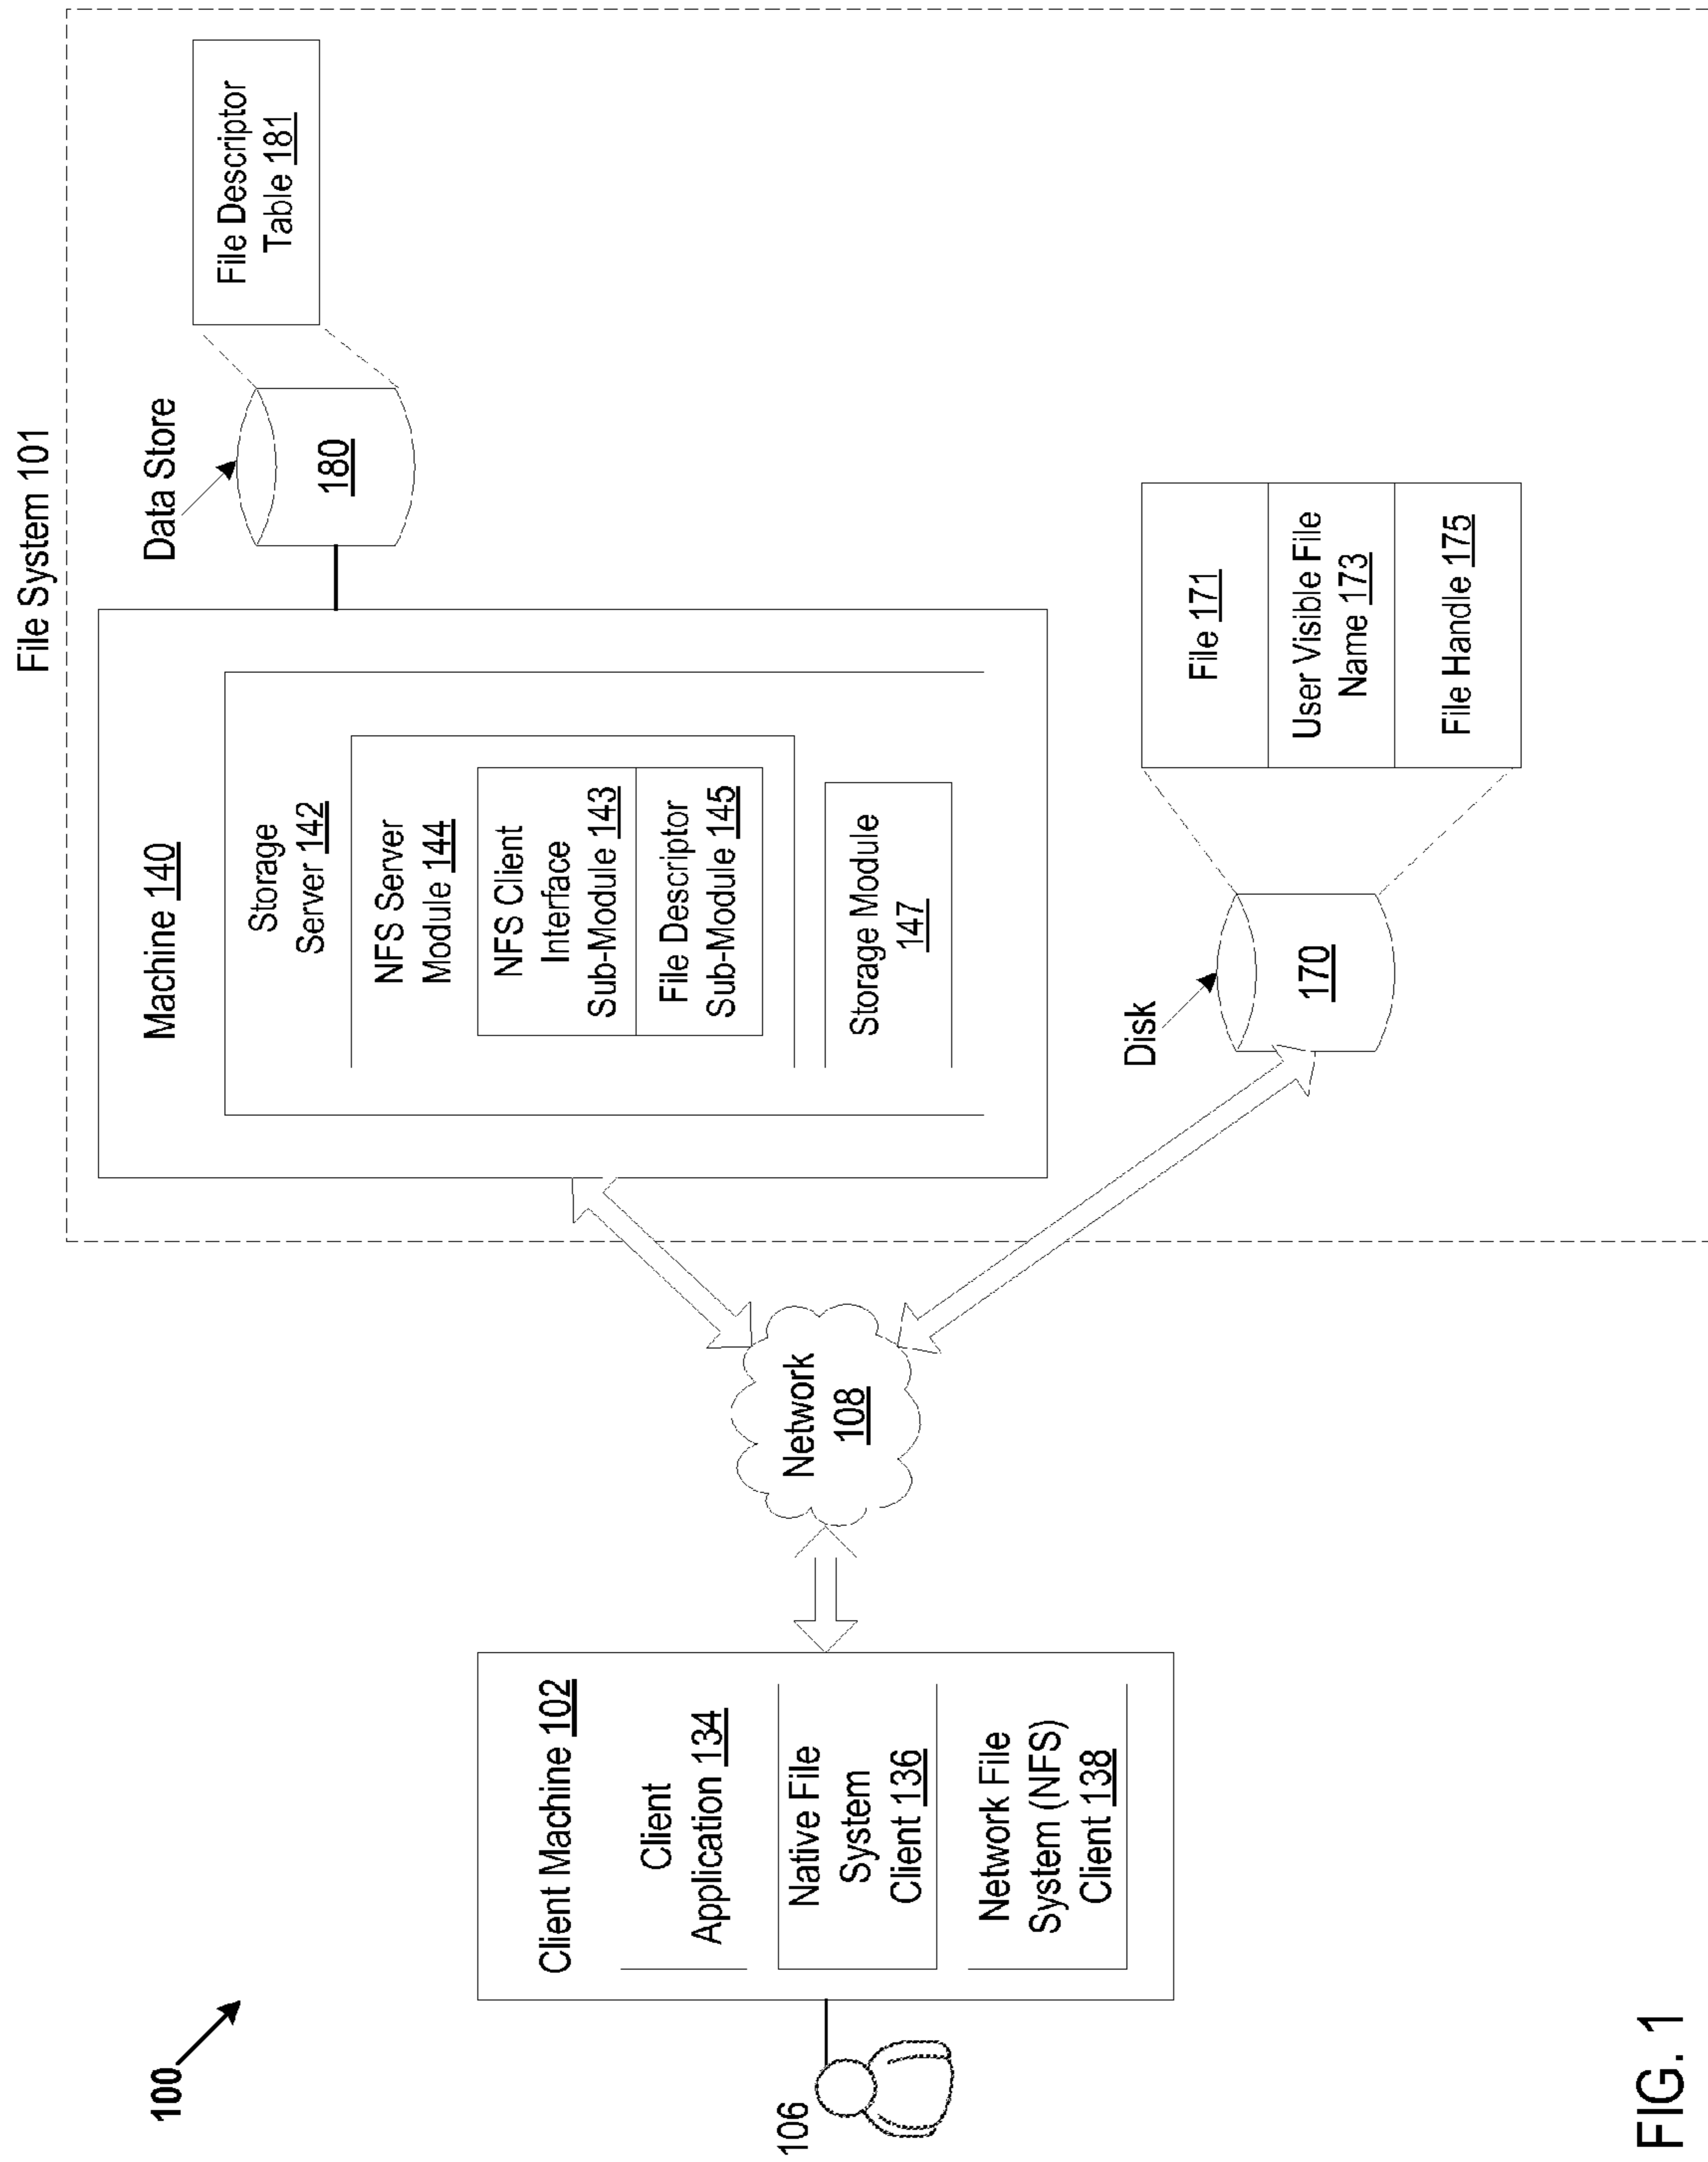 100
File System 101
Client Machine 102
Client
Application 134
Native File
System
Client 136
Network File
System (NFS)
Client 138
106
Network
108
Machine 140
Storage
Server 142
NFS Server
Module 144
NFS Client
Interface
Sub-Module 143
File Descriptor
Sub-Module 145
Storage Module
147
Data Store
180
File Descriptor
Table 181
Disk
170
File 171
User Visible File
Name 173
File Handle 175
FIG. 1